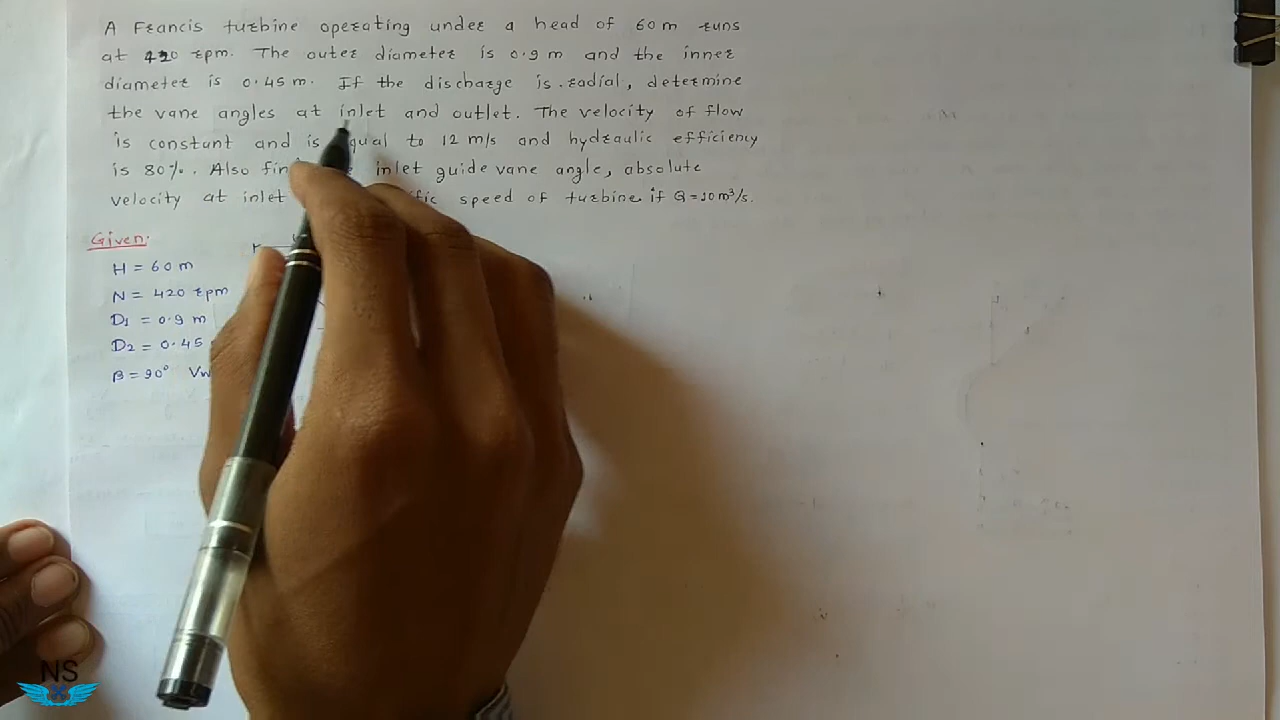 A Francis turbine operating under a head of 60 m runs
at 420 rpm. The outer diameter is 0.9 m and the inner
diameter is 0.45 m. If the discharge is radial, determine
the vane angles at inlet and outlet. The velocity of flow
is constant and is equal to 12 m/s and hydraulic efficiency
is 80%. Also inlet guide vane angle, absolute
velocity at inlet speed of turbine if Q = 10 m³/s.
Given:
H = 60 m
N = 420 rpm
D1 = 0.9 m
D2 = 0.45
β = 90°
NS